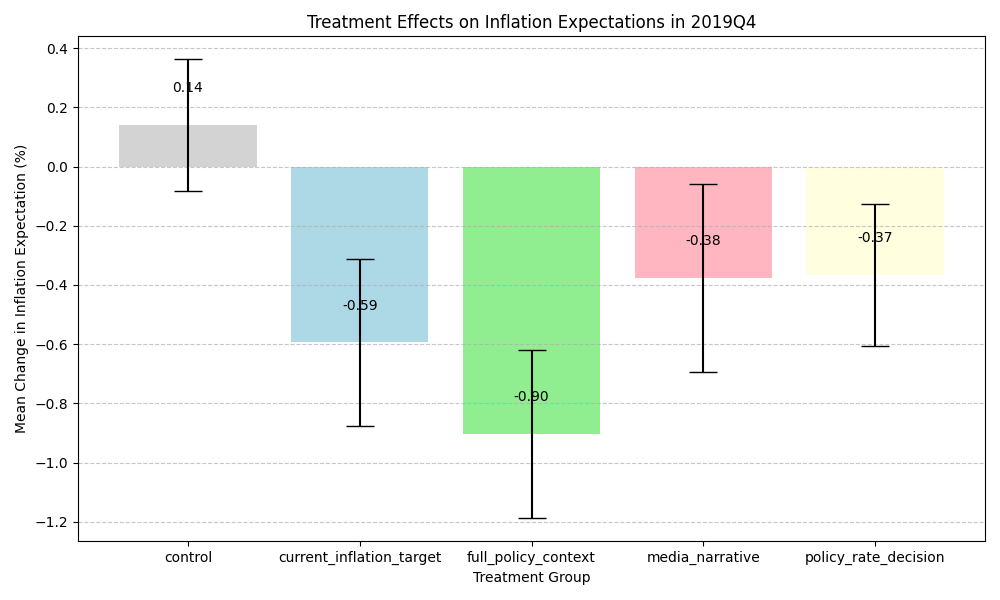 Treatment Effects on Inflation Expectations in 2019Q4
Mean Change in Inflation Expectation (%)
0.4
0.2
0.0
−0.2
−0.4
−0.6
−0.8
−1.0
−1.2
0.14
-0.59
-0.90
-0.38
-0.37
control
current_inflation_target
full_policy_context
media_narrative
policy_rate_decision
Treatment Group